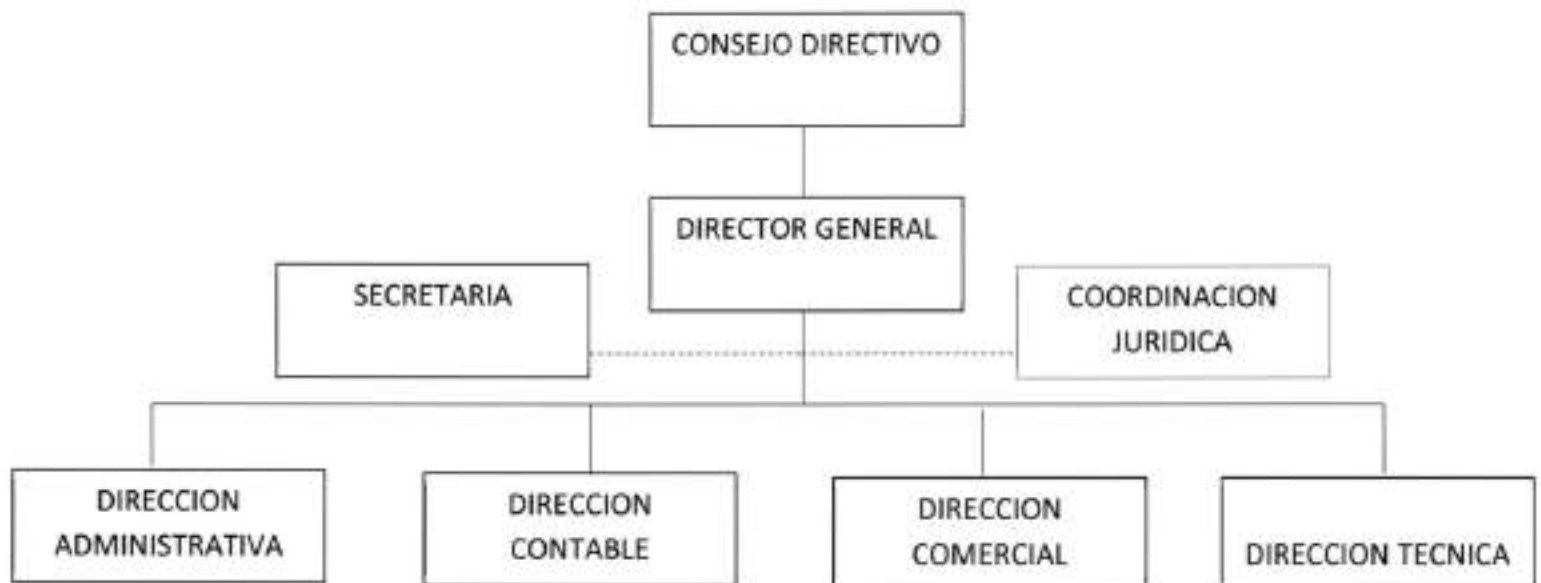 CONSEJO DIRECTIVO
DIRECTOR GENERAL
SECRETARIA
COORDINACION
JURIDICA
DIRECCION
ADMINISTRATIVA
DIRECCION
CONTABLE
DIRECCION
COMERCIAL
DIRECCION TECNICA